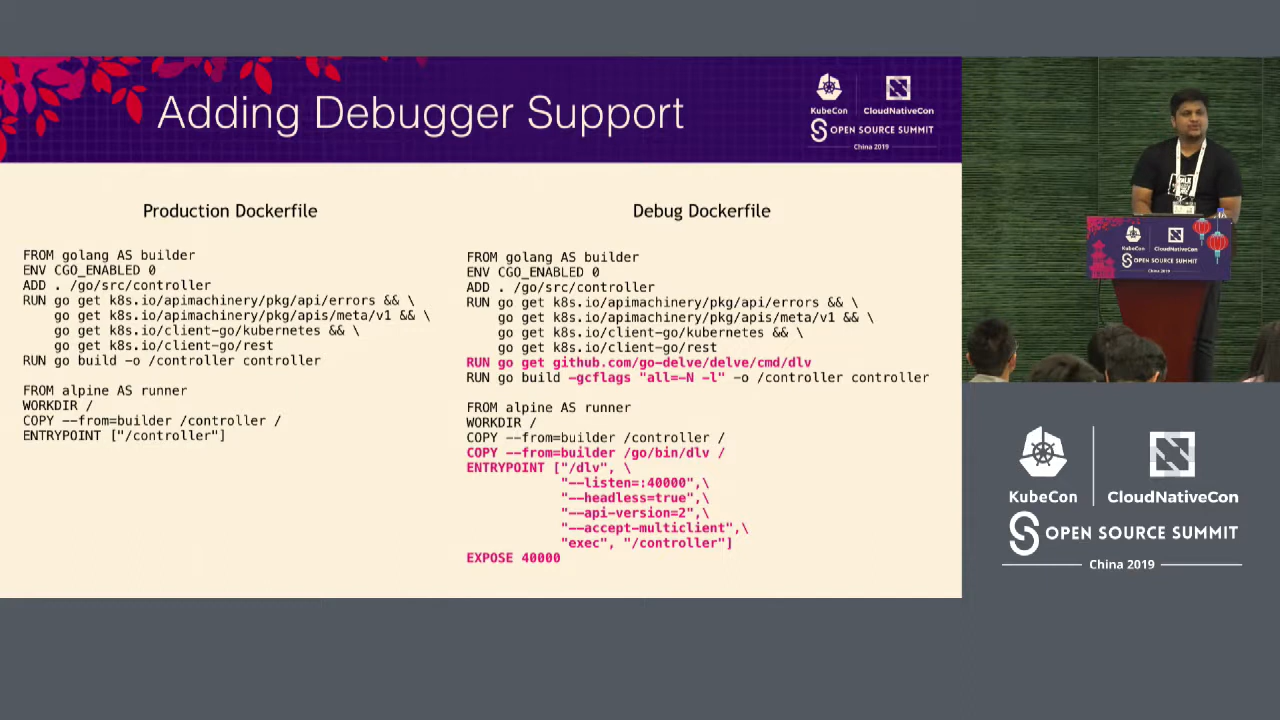 Adding Debugger Support
KubeCon
CloudNativeCon
OPEN SOURCE SUMMIT
China 2019
Production Dockerfile
FROM golang AS builder
ENV CGO_ENABLED 0
ADD . /go/src/controller
RUN go get k8s.io/apimachinery/pkg/api/errors && \
go get k8s.io/apimachinery/pkg/apis/meta/v1 && \
go get k8s.io/client-go/kubernetes && \
go get k8s.io/client-go/rest
RUN go build -o /controller controller
FROM alpine AS runner
WORKDIR /
COPY --from=builder /controller /
ENTRYPOINT ["/controller"]
Debug Dockerfile
FROM golang AS builder
ENV CGO_ENABLED 0
ADD . /go/src/controller
RUN go get k8s.io/apimachinery/pkg/api/errors && \
go get k8s.io/apimachinery/pkg/apis/meta/v1 && \
go get k8s.io/client-go/kubernetes && \
go get k8s.io/client-go/rest
RUN go get github.com/go-delve/delve/cmd/dlv
RUN go build -gcflags "all=-N -l" -o /controller controller
FROM alpine AS runner
WORKDIR /
COPY --from=builder /controller /
COPY --from=builder /go/bin/dlv /
ENTRYPOINT ["/dlv", \
"--listen=:40000",\
"--headless=true",\
"--api-version=2",\
"--accept-multiclient",\
"exec", "/controller"]
EXPOSE 40000
KubeCon
CloudNativeCon
OPEN SOURCE SUMMIT
China 2019
KubeCon
CloudNativeCon
OPEN SOURCE SUMMIT
China 2019